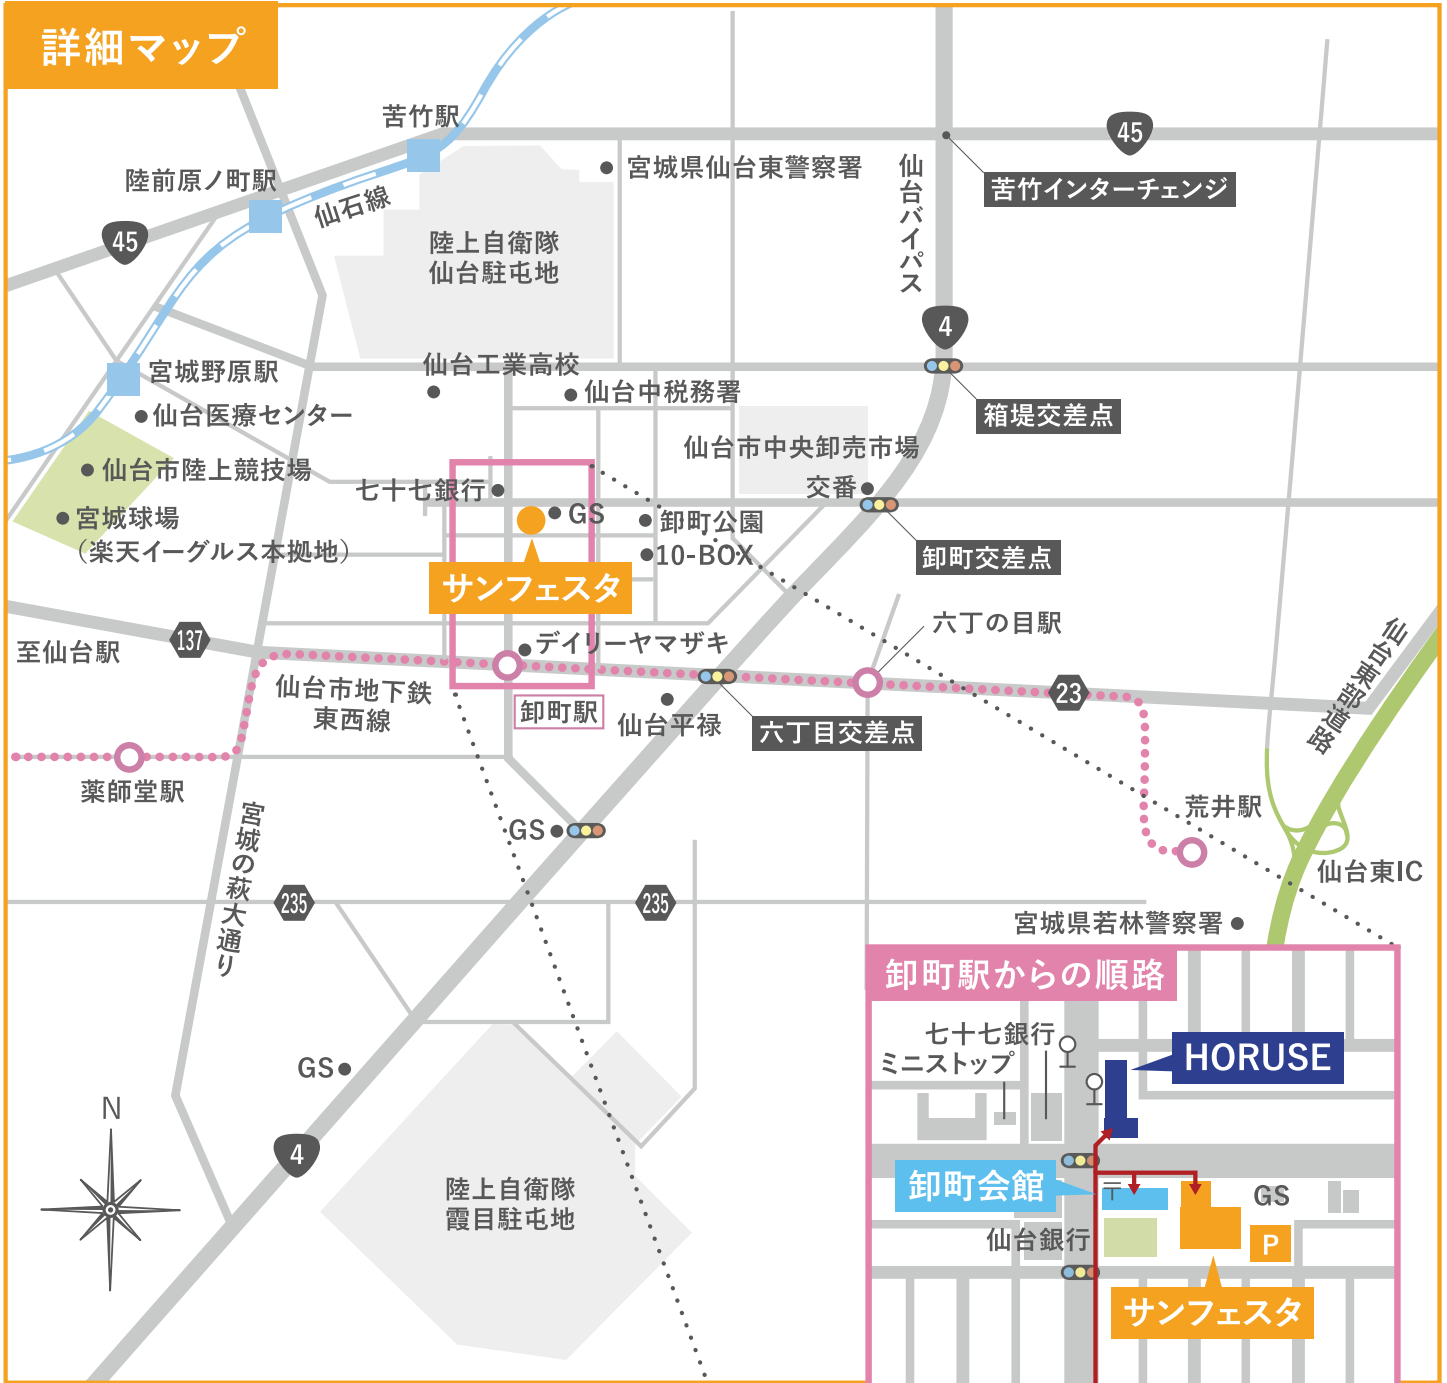 詳細マップ
苦竹駅
陸前原ノ町駅
仙石線
45
45
宮城県仙台東警察署
仙台バイパス
苦竹インターチェンジ
陸上自衛隊
仙台駐屯地
4
宮城野原駅
仙台工業高校
仙台中税務署
箱堤交差点
仙台医療センター
仙台市中央卸売市場
仙台市陸上競技場
七十七銀行
交番
宮城球場
（楽天イーグルス本拠地）
GS
卸町公園
10-BOX
卸町交差点
サンフェスタ
137
至仙台駅
デイリーヤマザキ
六丁の目駅
仙台東部道路
仙台市地下鉄
東西線
卸町駅
仙台平禄
23
六丁目交差点
薬師堂駅
宮城の萩大通り
GS
荒井駅
仙台東IC
235
235
宮城県若林警察署
卸町駅からの順路
七十七銀行
ミニストップ
HORUSE
GS
N
4
陸上自衛隊
霞目駐屯地
卸町会館
〒
GS
仙台銀行
P
サンフェスタ